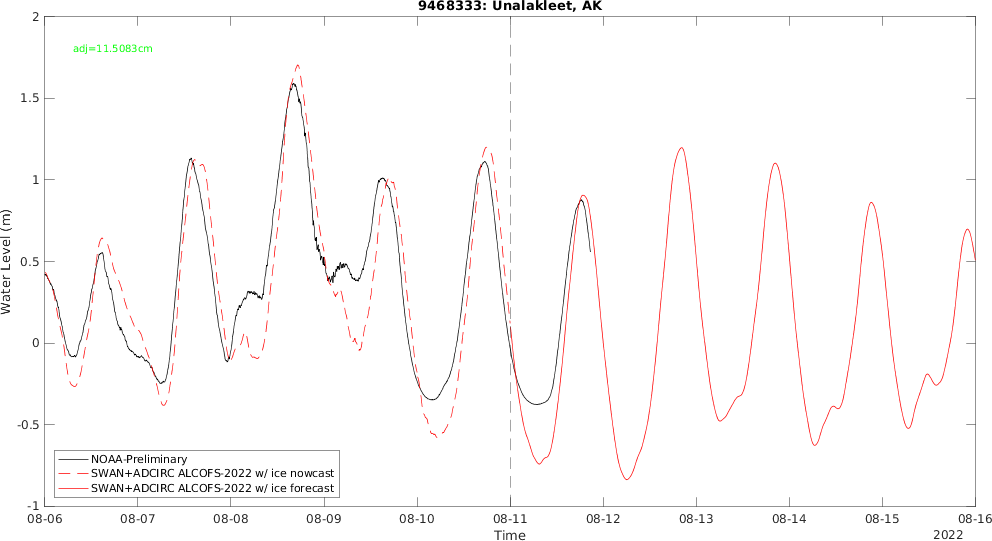 9468333: Unalakleet, AK
adj=11.5083cm
Water Level (m)
2
1.5
1
0.5
0
-0.5
-1
NOAA-Preliminary
SWAN+ADCIRC ALCOFS-2022 w/ ice nowcast
SWAN+ADCIRC ALCOFS-2022 w/ ice forecast
08-06 08-07 08-08 08-09 08-10 08-11 08-12 08-13 08-14 08-15 08-16
Time
2022